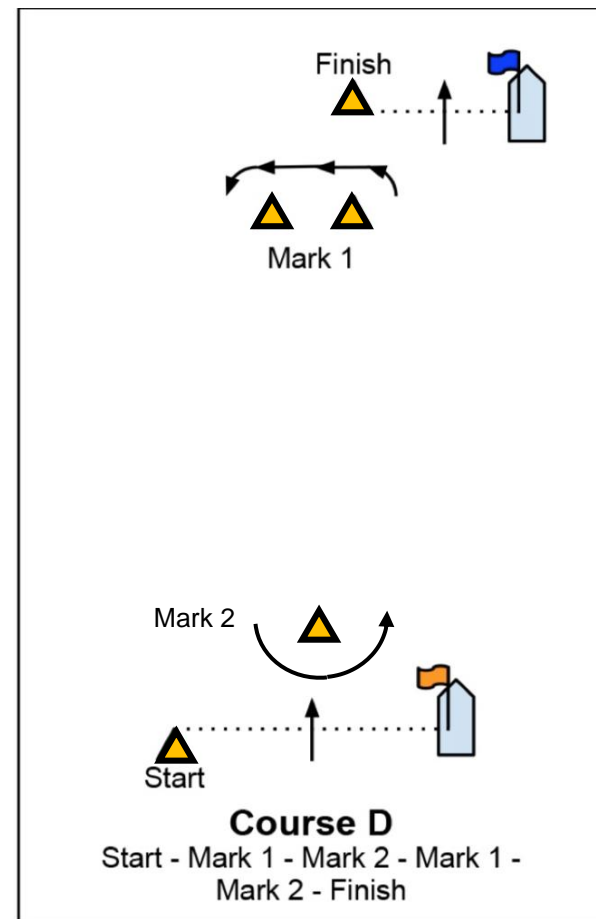 Finish
Mark 1
Mark 2
Start
Course D
Start - Mark 1 - Mark 2 - Mark 1 -
Mark 2 - Finish